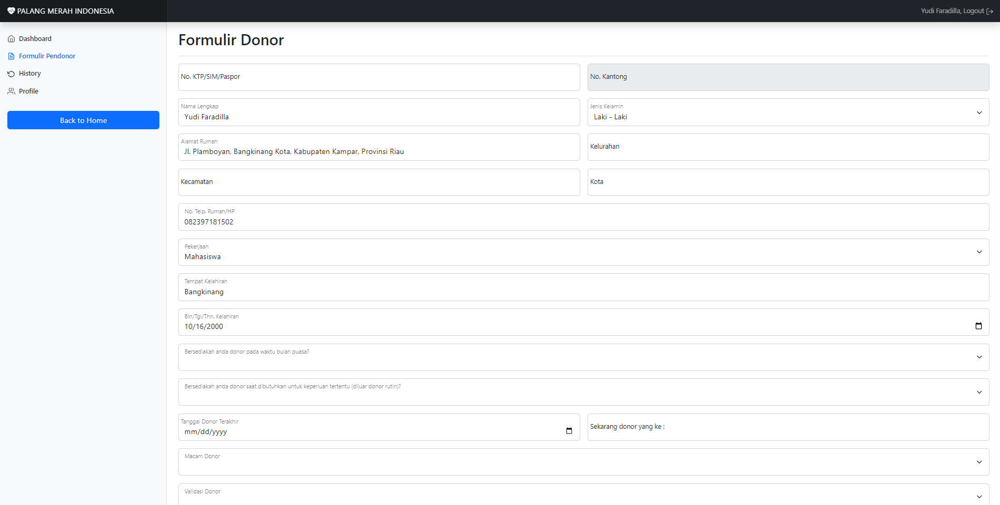 PALANG MERAH INDONESIA
Yudi Faradilla, Logout
Dashboard
Formulir Pendonor
History
Profile
Back to Home
Formulir Donor
No. KTP/SIM/Paspor
No. Kantong
Nama Lengkap
Yudi Faradilla
Jenis Kelamin
Laki - Laki
Alamat Rumah
Jl. Plamboyan, Bangkinang Kota, Kabupaten Kampar, Provinsi Riau
Kelurahan
Kecamatan
Kota
No. Telp. Rumah/HP
082397181502
Pekerjaan
Mahasiswa
Tempat Kelahiran
Bangkinang
Bln/Tgl/Thn. Kelahiran
10/16/2000
Bersediakah anda donor pada waktu bulan puasa?
Bersediakah anda donor saat dibutuhkan untuk keperluan tertentu (diluar donor rutin)?
Tanggal Donor Terakhir
mm/dd/yyyy
Sekarang donor yang ke :
Macam Donor
Validasi Donor